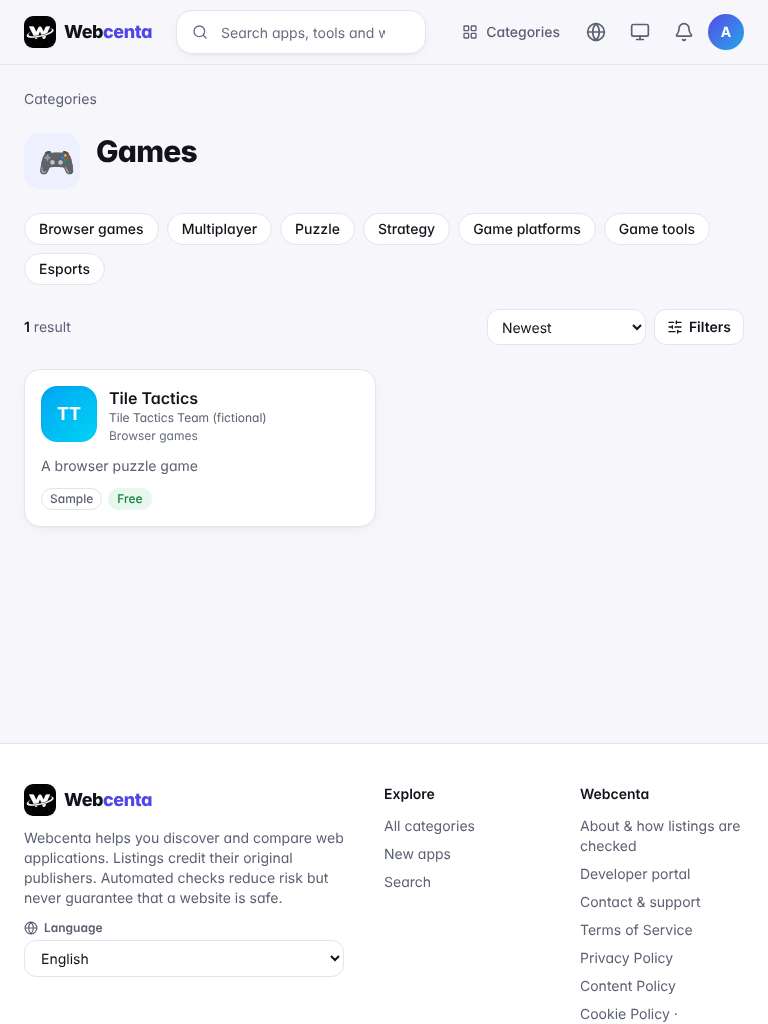 Webcenta
Search apps, tools and w
Categories
A
Categories
Games
Browser games
Multiplayer
Puzzle
Strategy
Game platforms
Game tools
Esports
1 result
Newest
Filters
TT
Tile Tactics
Tile Tactics Team (fictional)
Browser games
A browser puzzle game
Sample
Free
Webcenta
Webcenta helps you discover and compare web
applications. Listings credit their original
publishers. Automated checks reduce risk but
never guarantee that a website is safe.
Language
English
Explore
All categories
New apps
Search
Webcenta
About & how listings are
checked
Developer portal
Contact & support
Terms of Service
Privacy Policy
Content Policy
Cookie Policy ·